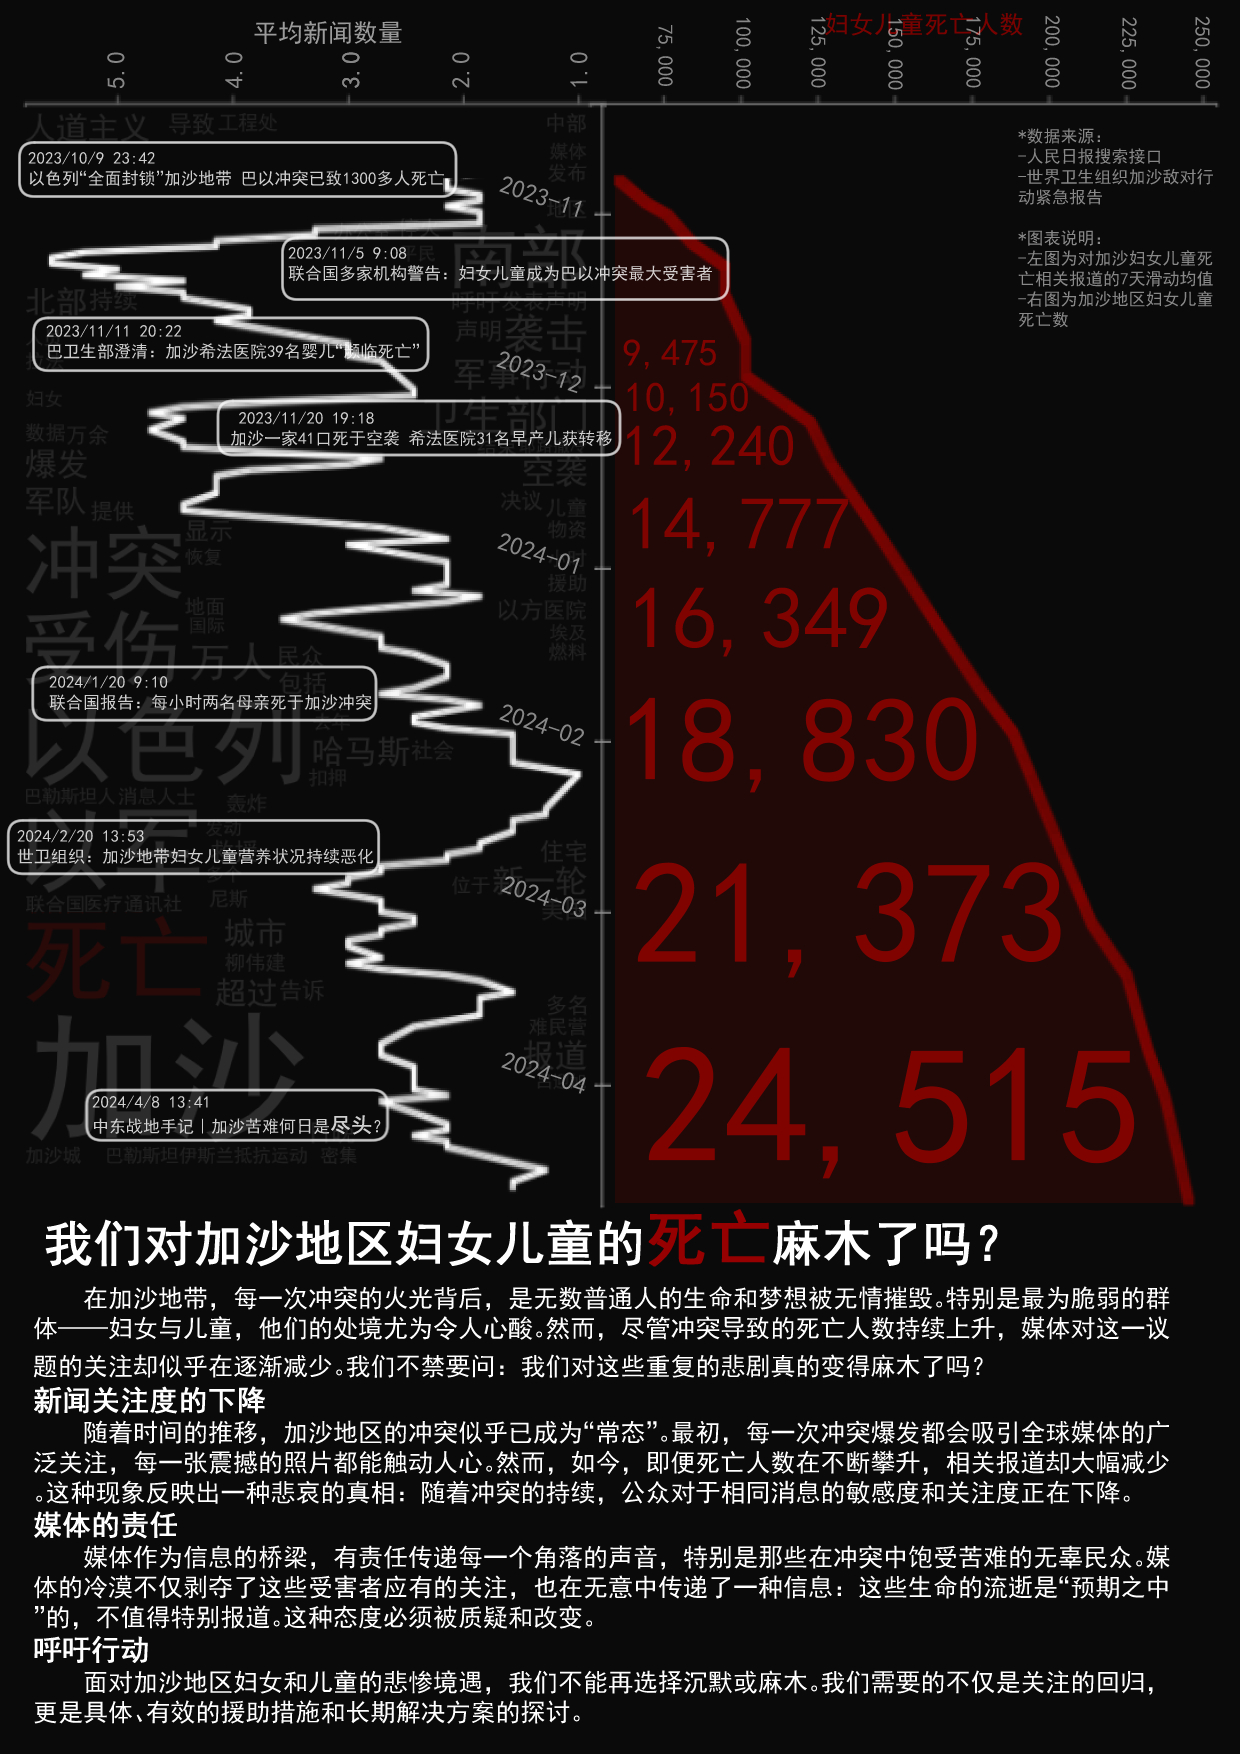 平均新闻数量
妇女儿童死亡人数
5.0
4.0
3.0
2.0
1.0
75,000
100,000
125,000
150,000
175,000
200,000
225,000
250,000
人道主义 导致 工程处
中部
媒体
发布
地区
*数据来源：
-人民日报搜索接口
-世界卫生组织加沙敌对行
动紧急报告
*图表说明：
-左图为对加沙妇女儿童死
亡相关报道的7天滑动均值
-右图为加沙地区妇女儿童
死亡数
2023/10/9 23:42
以色列“全面封锁”加沙地带 巴以冲突已致1300多人死亡
2023-11
南部
平民
2023/11/5 9:08
联合国多家机构警告：妇女儿童成为巴以冲突最大受害者
北部 持续
呼吁 发表声明
声明 袭击
2023/11/11 20:22
巴卫生部澄清：加沙希法医院39名婴儿“濒临死亡”
军事行动
2023-12
9,475
妇女
10,150
卫生部门
2023/11/20 19:18
加沙一家41口死于空袭 希法医院31名早产儿获转移
数据 万余
12,240
爆发
空袭
军队 提供
决议 儿童
物资
14,777
冲突 显示
恢复
2024-01
小时
援助
受伤 地面
国际
以方 医院
埃及
燃料
16,349
万人 民众
包括
2024/1/20 9:10
联合国报告：每小时两名母亲死于加沙冲突
以色列
2024-02
哈马斯 社会
扣押
18,830
巴勒斯坦人 消息人士
轰炸
以军 发动
2024/2/20 13:53
世卫组织：加沙地带妇女儿童营养状况持续恶化
住宅
位于 新一轮
2024-03
美国
21,373
联合国 医疗 通讯社 尼斯
死亡 城市
柳伟建
超过 告诉
多名
难民营
报道
2024-04
24,515
加沙
2024/4/8 13:41
中东战地手记｜加沙苦难何日是尽头？
加沙城 巴勒斯坦伊斯兰抵抗运动 密集
我们对加沙地区妇女儿童的死亡麻木了吗？
在加沙地带，每一次冲突的火光背后，是无数普通人的生命和梦想被无情摧毁。特别是最为脆弱的群
体——妇女与儿童，他们的处境尤为令人心酸。然而，尽管冲突导致的死亡人数持续上升，媒体对这一议
题的关注却似乎在逐渐减少。我们不禁要问：我们对这些重复的悲剧真的变得麻木了吗？
新闻关注度的下降
随着时间的推移，加沙地区的冲突似乎已成为“常态”。最初，每一次冲突爆发都会吸引全球媒体的广
泛关注，每一张震撼的照片都能触动人心。然而，如今，即便死亡人数在不断攀升，相关报道却大幅减少
。这种现象反映出一种悲哀的真相：随着冲突的持续，公众对于相同消息的敏感度和关注度正在下降。
媒体的责任
媒体作为信息的桥梁，有责任传递每一个角落的声音，特别是那些在冲突中饱受苦难的无辜民众。媒
体的冷漠不仅剥夺了这些受害者应有的关注，也在无意中传递了一种信息：这些生命的流逝是“预期之中
”的，不值得特别报道。这种态度必须被质疑和改变。
呼吁行动
面对加沙地区妇女和儿童的悲惨境遇，我们不能再选择沉默或麻木。我们需要的不仅是关注的回归，
更是具体、有效的援助措施和长期解决方案的探讨。